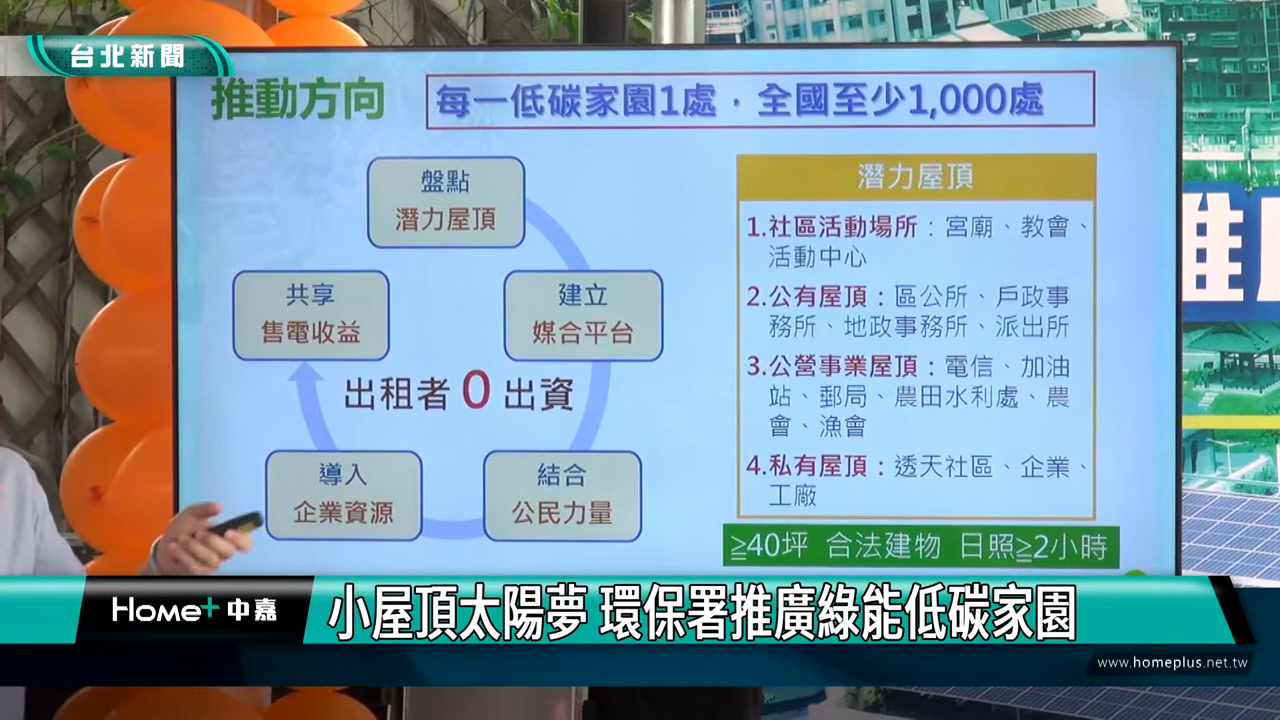 台北新聞
推動方向
每一低碳家園1處，全國至少1,000處
盤點
潛力屋頂
建立
媒合平台
結合
公民力量
導入
企業資源
共享
售電收益
出租者 0 出資
潛力屋頂
1.社區活動場所：宮廟、教會、
活動中心
2.公有屋頂：區公所、戶政事
務所、地政事務所、派出所
3.公營事業屋頂：電信、加油
站、郵局、農田水利處、農
會、漁會
4.私有屋頂：透天社區、企業、
工廠
≧40坪 合法建物 日照≧2小時
推
Home+中嘉
小屋頂太陽夢 環保署推廣綠能低碳家園
www.homeplus.net.tw